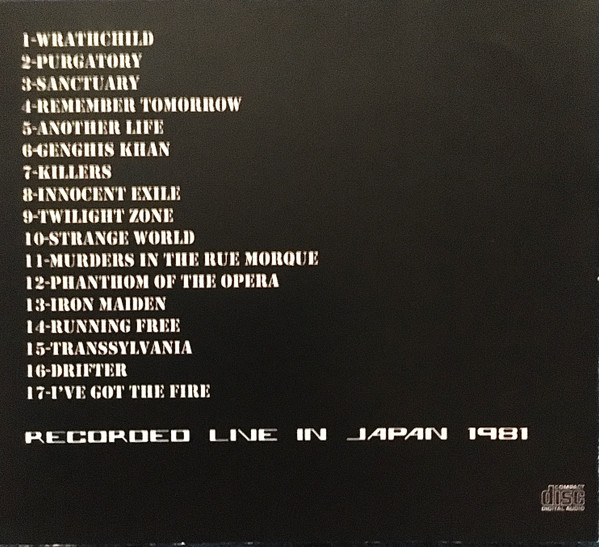 1-WRATHCHILD
2-PURGATORY
3-SANCTUARY
4-REMEMBER TOMORROW
5-ANOTHER LIFE
6-GENGHIS KHAN
7-KILLERS
8-INNOCENT EXILE
9-TWILIGHT ZONE
10-STRANGE WORLD
11-MURDERS IN THE RUE MORQUE
12-PHANTHOM OF THE OPERA
13-IRON MAIDEN
14-RUNNING FREE
15-TRANSSYLVANIA
16-DRIFTER
17-I'VE GOT THE FIRE
RECORDED LIVE IN JAPAN 1981
COMPACT
disc
DIGITAL AUDIO